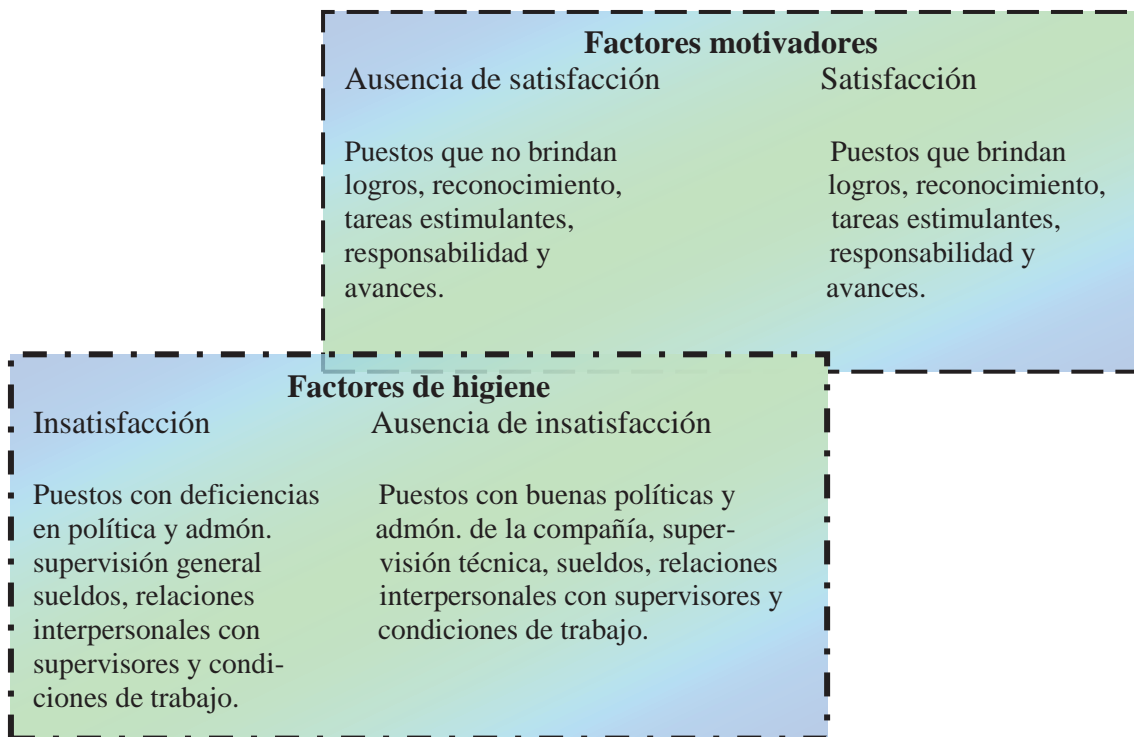 Factores motivadores
Ausencia de satisfacción
Puestos que no brindan
logros, reconocimiento,
tareas estimulantes,
responsabilidad y
avances.
Satisfacción
Puestos que brindan
logros, reconocimiento,
tareas estimulantes,
responsabilidad y
avances.
Factores de higiene
Insatisfacción
Puestos con deficiencias
en política y admón.
supervisión general
sueldos, relaciones
interpersonales con
supervisores y condi-
ciones de trabajo.
Ausencia de insatisfacción
Puestos con buenas políticas y
admón. de la compañía, super-
visión técnica, sueldos, relaciones
interpersonales con supervisores y
condiciones de trabajo.